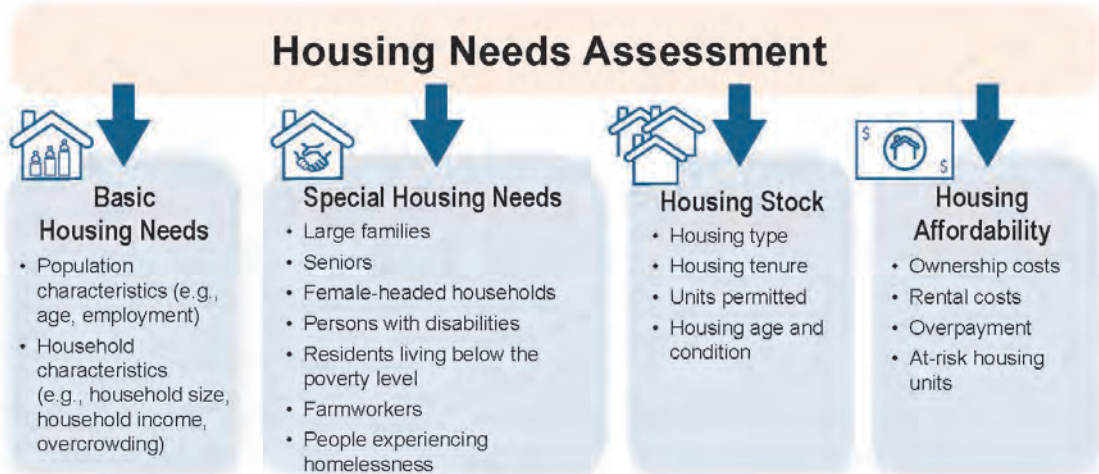 Housing Needs Assessment
Basic
Housing Needs
• Population
characteristics (e.g.,
age, employment)
• Household
characteristics
(e.g., household size,
household income,
overcrowding)
Special Housing Needs
• Large families
• Seniors
• Female-headed households
• Persons with disabilities
• Residents living below the
poverty level
• Farmworkers
• People experiencing
homelessness
Housing Stock
• Housing type
• Housing tenure
• Units permitted
• Housing age and
condition
$
$
Housing
Affordability
• Ownership costs
• Rental costs
• Overpayment
• At-risk housing
units